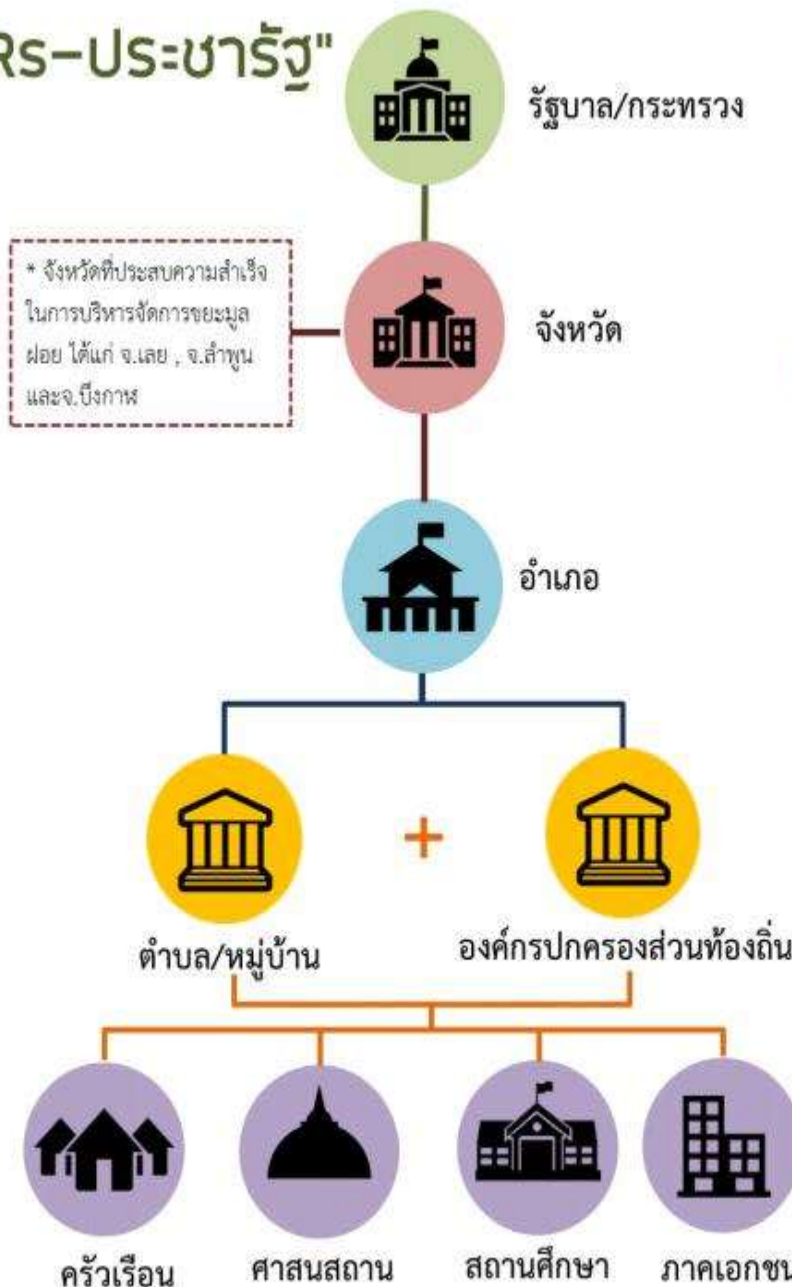 Rs-ประชารัฐ"
รัฐบาล/กระทรวง
* จังหวัดที่ประสบความสำเร็จ
ในการบริหารจัดการขยะมูล
ฝอย ได้แก่ จ.เลย , จ.ลำพูน
และจ.บึงกาฬ
จังหวัด
อำเภอ
+
ตำบล/หมู่บ้าน องค์กรปกครองส่วนท้องถิ่น
ครัวเรือน ศาสนสถาน สถานศึกษา ภาคเอกชน